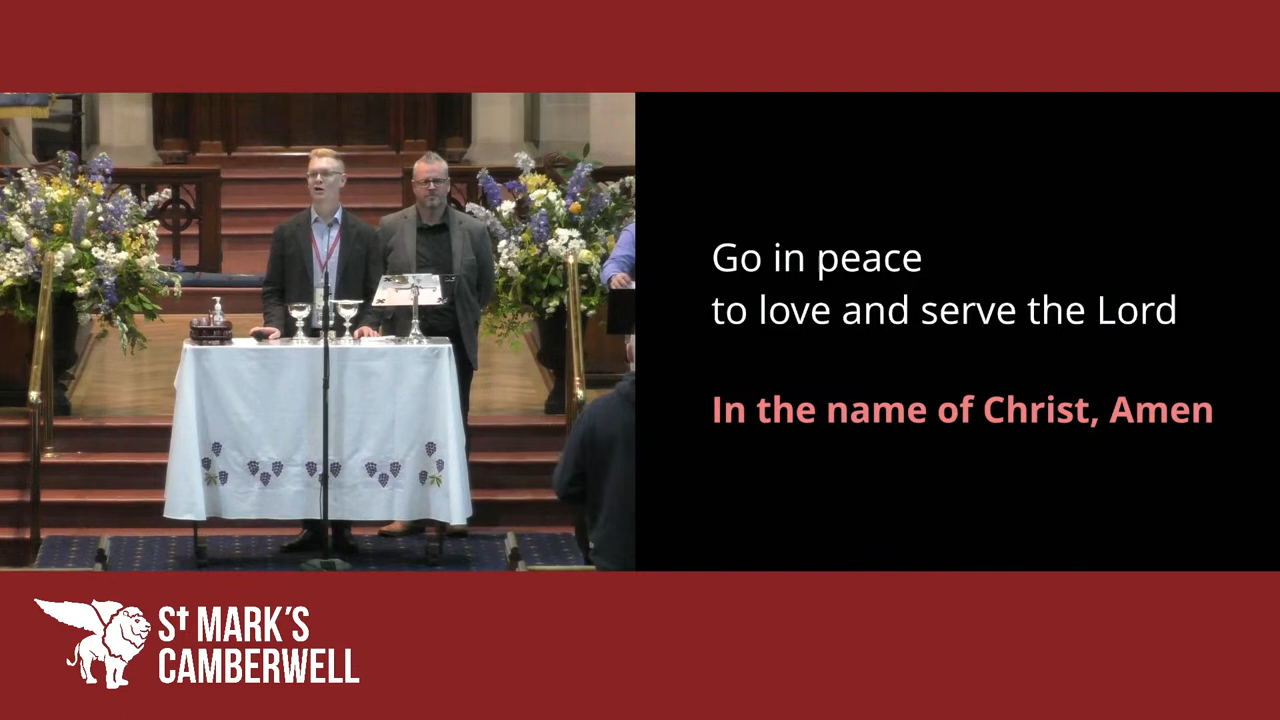 Go in peace
to love and serve the Lord
In the name of Christ, Amen
St MARK'S
CAMBERWELL